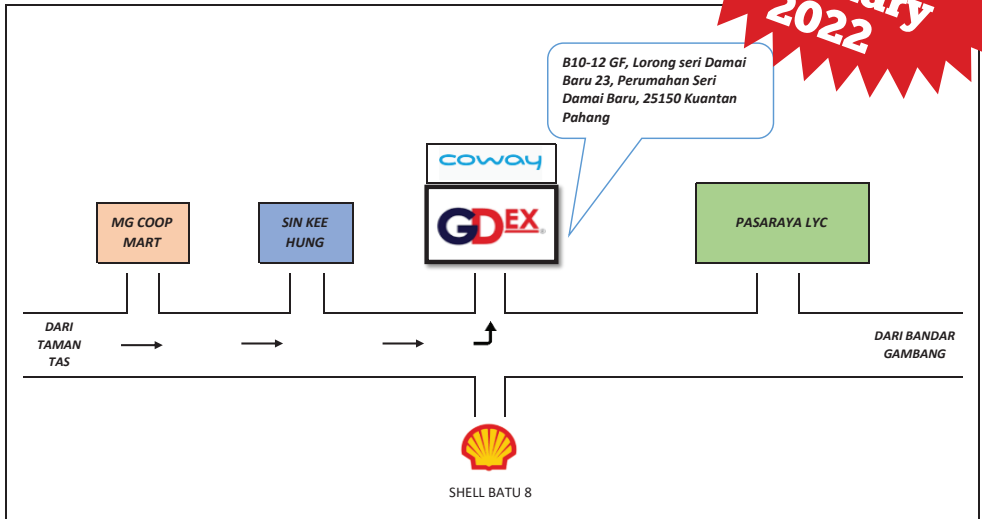 2022
B10-12 GF, Lorong seri Damai
Baru 23, Perumahan Seri
Damai Baru, 25150 Kuantan
Pahang
coway
GDEX
MG COOP
MART
SIN KEE
HUNG
PASARAYA LYC
DARI
TAMAN
TAS
DARI BANDAR
GAMBANG
SHELL BATU 8